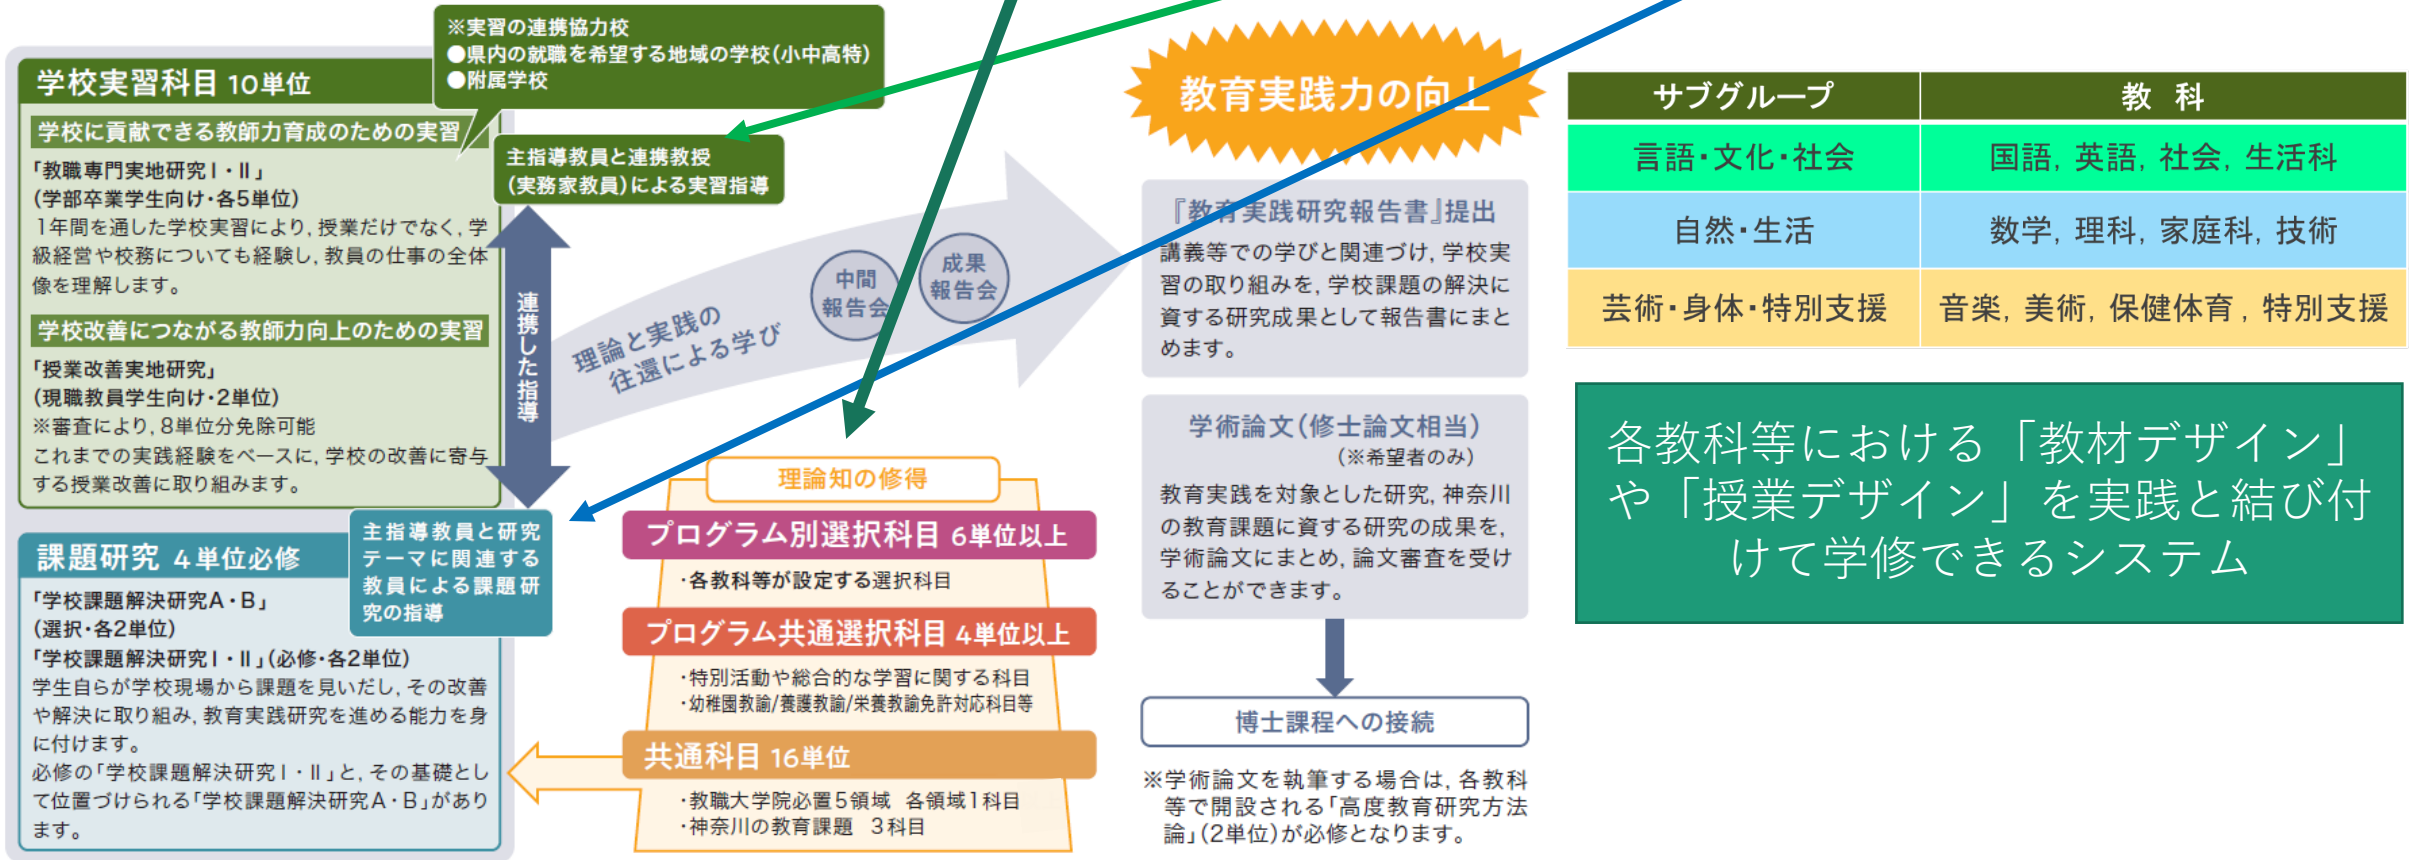 ※実習の連携協力校
●県内の就職を希望する地域の学校(小中高特)
●附属学校
学校実習科目 10単位
学校に貢献できる教師力育成のための実習
「教職専門実地研究Ⅰ・Ⅱ」
(学部卒業学生向け・各5単位)
1年間を通した学校実習により, 授業だけでなく, 学
級経営や校務についても経験し, 教員の仕事の全体
像を理解します。
学校改善につながる教師力向上のための実習
「授業改善実地研究」
(現職教員学生向け・2単位)
※審査により, 8単位分免除可能
これまでの実践経験をベースに, 学校の改善に寄与
する授業改善に取り組みます。
主指導教員と連携教授
(実務家教員)による実習指導
連携した指導
主指導教員と研究
テーマに関連する
教員による課題研
究の指導
課題研究 4単位必修
「学校課題解決研究A・B」
(選択・各2単位)
「学校課題解決研究Ⅰ・Ⅱ」(必修・各2単位)
学生自らが学校現場から課題を見いだし, その改善
や解決に取り組み, 教育実践研究を進める能力を身
に付けます。
必修の「学校課題解決研究Ⅰ・Ⅱ」と, その基礎とし
て位置づけられる「学校課題解決研究A・B」があり
ます。
理論と実践の
往還による学び
中間
報告会
成果
報告会
理論知の修得
プログラム別選択科目 6単位以上
・各教科等が設定する選択科目
プログラム共通選択科目 4単位以上
・特別活動や総合的な学習に関する科目
・幼稚園教諭/養護教諭/栄養教諭免許対応科目等
共通科目 16単位
・教職大学院必置5領域 各領域1科目
・神奈川の教育課題 3科目
教育実践力の向上
『教育実践研究報告書』提出
講義等での学びと関連づけ, 学校実
習の取り組みを, 学校課題の解決に
資する研究成果として報告書にまと
めます。
学術論文(修士論文相当)
(※希望者のみ)
教育実践を対象とした研究, 神奈川
の教育課題に資する研究の成果を,
学術論文にまとめ, 論文審査を受け
ることができます。
博士課程への接続
※学術論文を執筆する場合は, 各教科
等で開設される「高度教育研究方法
論」(2単位)が必修となります。
サブグループ 教 科
言語・文化・社会 国語, 英語, 社会, 生活科
自然・生活 数学, 理科, 家庭科, 技術
芸術・身体・特別支援 音楽, 美術, 保健体育, 特別支援
各教科等における「教材デザイン」
や「授業デザイン」を実践と結び付
けて学修できるシステム